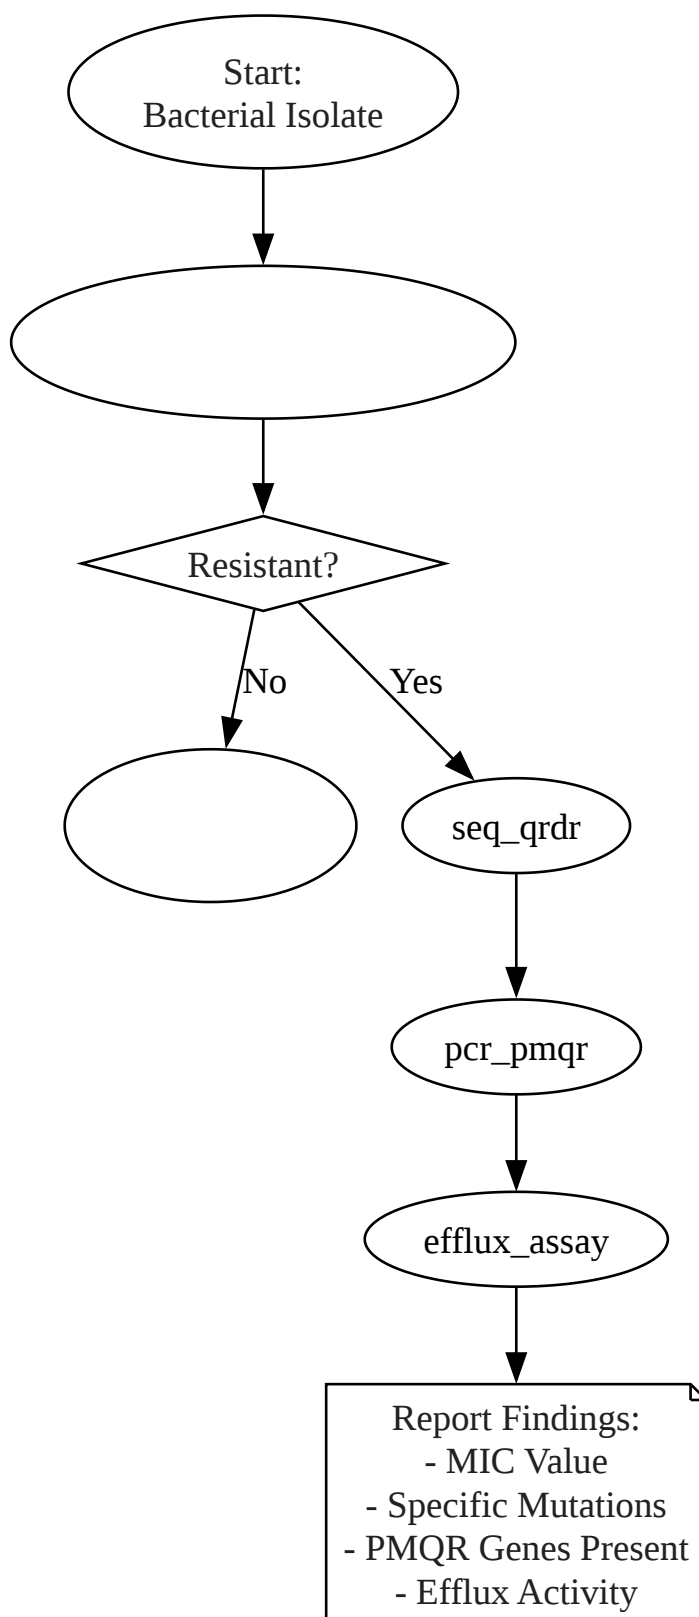 Start:
Bacterial Isolate
Resistant?
No
Yes
seq_qrdr
pcr_pmqr
efflux_assay
Report Findings:
- MIC Value
- Specific Mutations
- PMQR Genes Present
- Efflux Activity